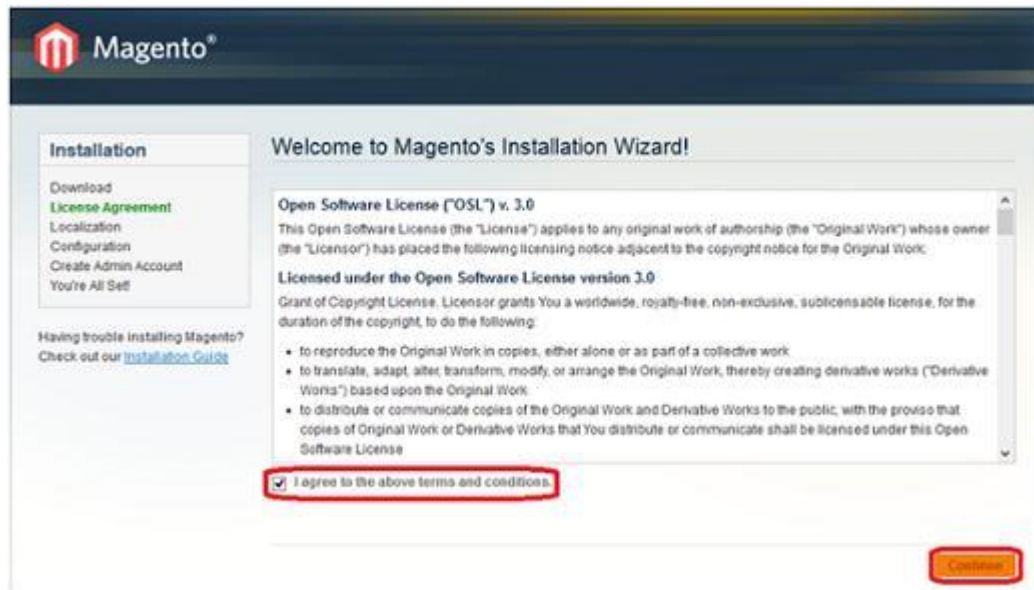 Magento®
Installation
Download
License Agreement
Localization
Configuration
Create Admin Account
You're All Set!
Having trouble installing Magento?
Check out our Installation Guide
Welcome to Magento's Installation Wizard!
Open Software License ("OSL") v. 3.0
This Open Software License (the "License") applies to any original work of authorship (the "Original Work") whose owner
(the "Licensor") has placed the following licensing notice adjacent to the copyright notice for the Original Work:
Licensed under the Open Software License version 3.0
Grant of Copyright License. Licensor grants You a worldwide, royalty-free, non-exclusive, sublicensable license, for the
duration of the copyright, to do the following:
• to reproduce the Original Work in copies, either alone or as part of a collective work
• to translate, adapt, alter, transform, modify, or arrange the Original Work, thereby creating derivative works ("Derivative
Works") based upon the Original Work
• to distribute or communicate copies of the Original Work and Derivative Works to the public, with the proviso that
copies of Original Work or Derivative Works that You distribute or communicate shall be licensed under this Open
Software License
I agree to the above terms and conditions.
Continue